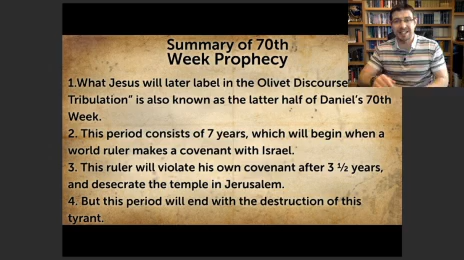 Summary of 70th
Week Prophecy
1.What Jesus will later label in the Olivet Discourse
Tribulation" is also known as the latter half of Daniel's 70th
Week.
2. This period consists of 7 years, which will begin when a
world ruler makes a covenant with Israel.
3. This ruler will violate his own covenant after 3 ½ years,
and desecrate the temple in Jerusalem.
4. But this period will end with the destruction of this
tyrant.